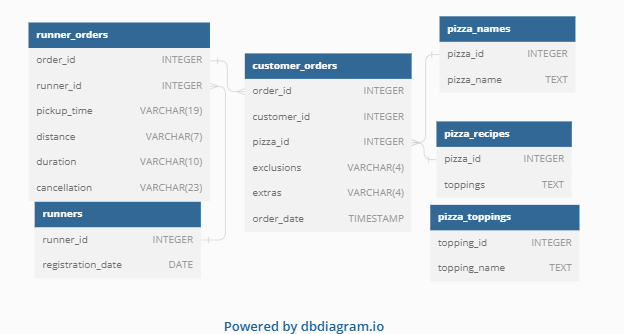 runner_orders
order_id INTEGER
runner_id INTEGER
pickup_time VARCHAR(19)
distance VARCHAR(7)
duration VARCHAR(10)
cancellation VARCHAR(23)
runners
runner_id INTEGER
registration_date DATE
customer_orders
order_id INTEGER
customer_id INTEGER
pizza_id INTEGER
exclusions VARCHAR(4)
extras VARCHAR(4)
order_date TIMESTAMP
pizza_names
pizza_id INTEGER
pizza_name TEXT
pizza_recipes
pizza_id INTEGER
toppings TEXT
pizza_toppings
topping_id INTEGER
topping_name TEXT
Powered by dbdiagram.io